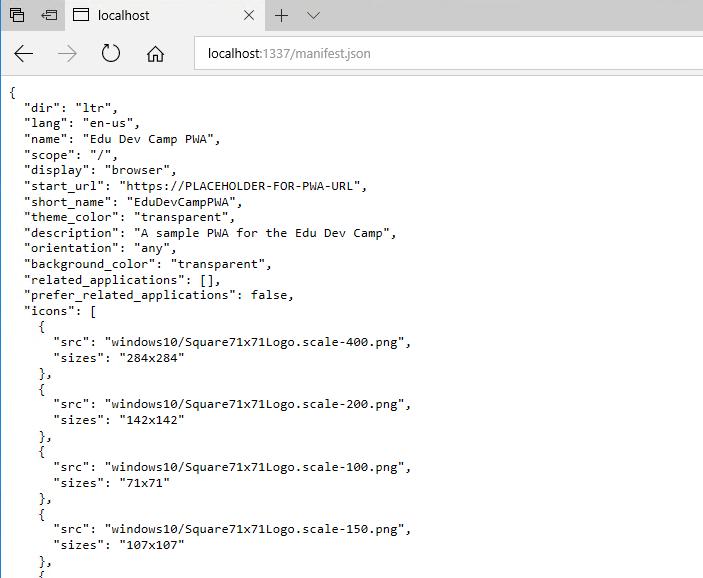 localhost
localhost:1337/manifest.json
{
  "dir": "ltr",
  "lang": "en-us",
  "name": "Edu Dev Camp PWA",
  "scope": "/",
  "display": "browser",
  "start_url": "https://PLACEHOLDER-FOR-PWA-URL",
  "short_name": "EduDevCampPWA",
  "theme_color": "transparent",
  "description": "A sample PWA for the Edu Dev Camp",
  "orientation": "any",
  "background_color": "transparent",
  "related_applications": [],
  "prefer_related_applications": false,
  "icons": [
    {
      "src": "windows10/Square71x71Logo.scale-400.png",
      "sizes": "284x284"
    },
    {
      "src": "windows10/Square71x71Logo.scale-200.png",
      "sizes": "142x142"
    },
    {
      "src": "windows10/Square71x71Logo.scale-100.png",
      "sizes": "71x71"
    },
    {
      "src": "windows10/Square71x71Logo.scale-150.png",
      "sizes": "107x107"
    },
    {